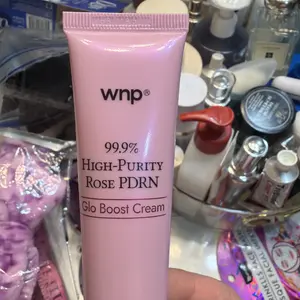 wnp®
99.9%
HIGH-PURITY
ROSE PDRN
Glo Boost Cream